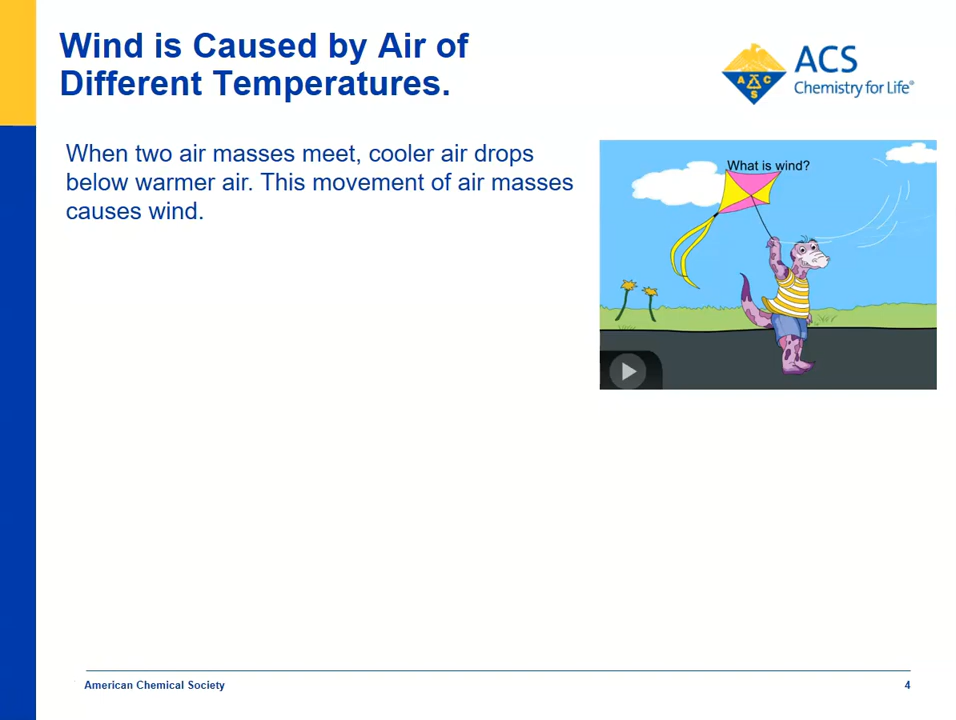 Wind is Caused by Air of
Different Temperatures.
ACS
Chemistry for Life®
A C S
When two air masses meet, cooler air drops
below warmer air. This movement of air masses
causes wind.
What is wind?
American Chemical Society
4